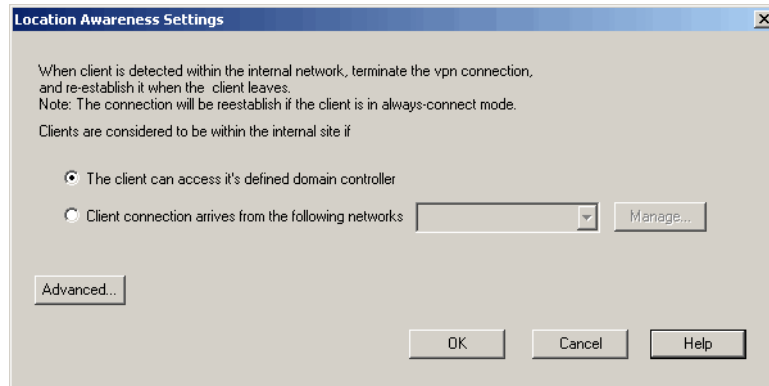 Location Awareness Settings
When client is detected within the internal network, terminate the vpn connection,
and re-establish it when the client leaves.
Note: The connection will be reestablish if the client is in always-connect mode.
Clients are considered to be within the internal site if
The client can access it's defined domain controller
Client connection arrives from the following networks
Manage...
Advanced...
OK
Cancel
Help